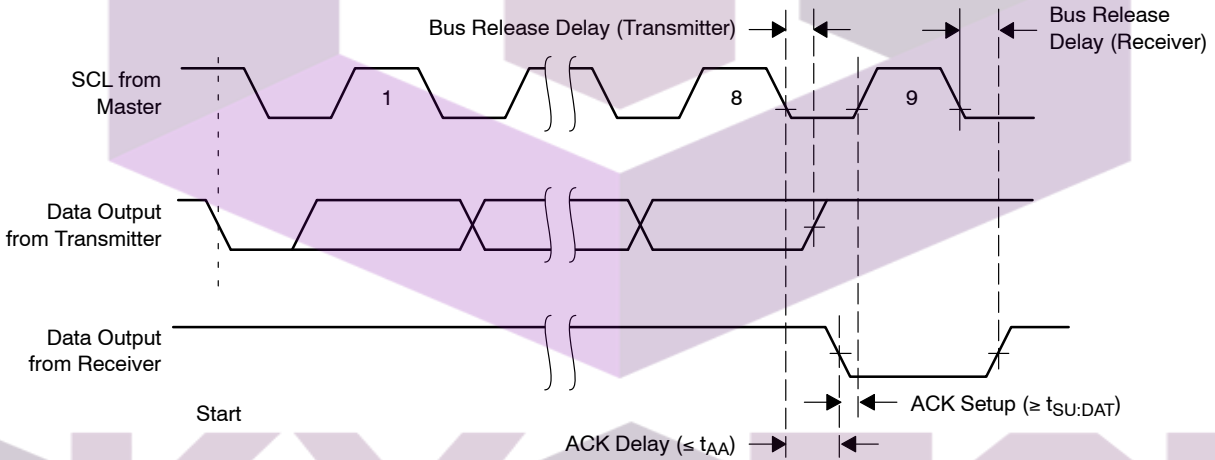 Bus Release Delay (Transmitter)
Bus Release
Delay (Receiver)
SCL from
Master
1
8
9
Data Output
from Transmitter
Data Output
from Receiver
Start
ACK Setup (≥ tSU:DAT)
ACK Delay (≤ tAA)